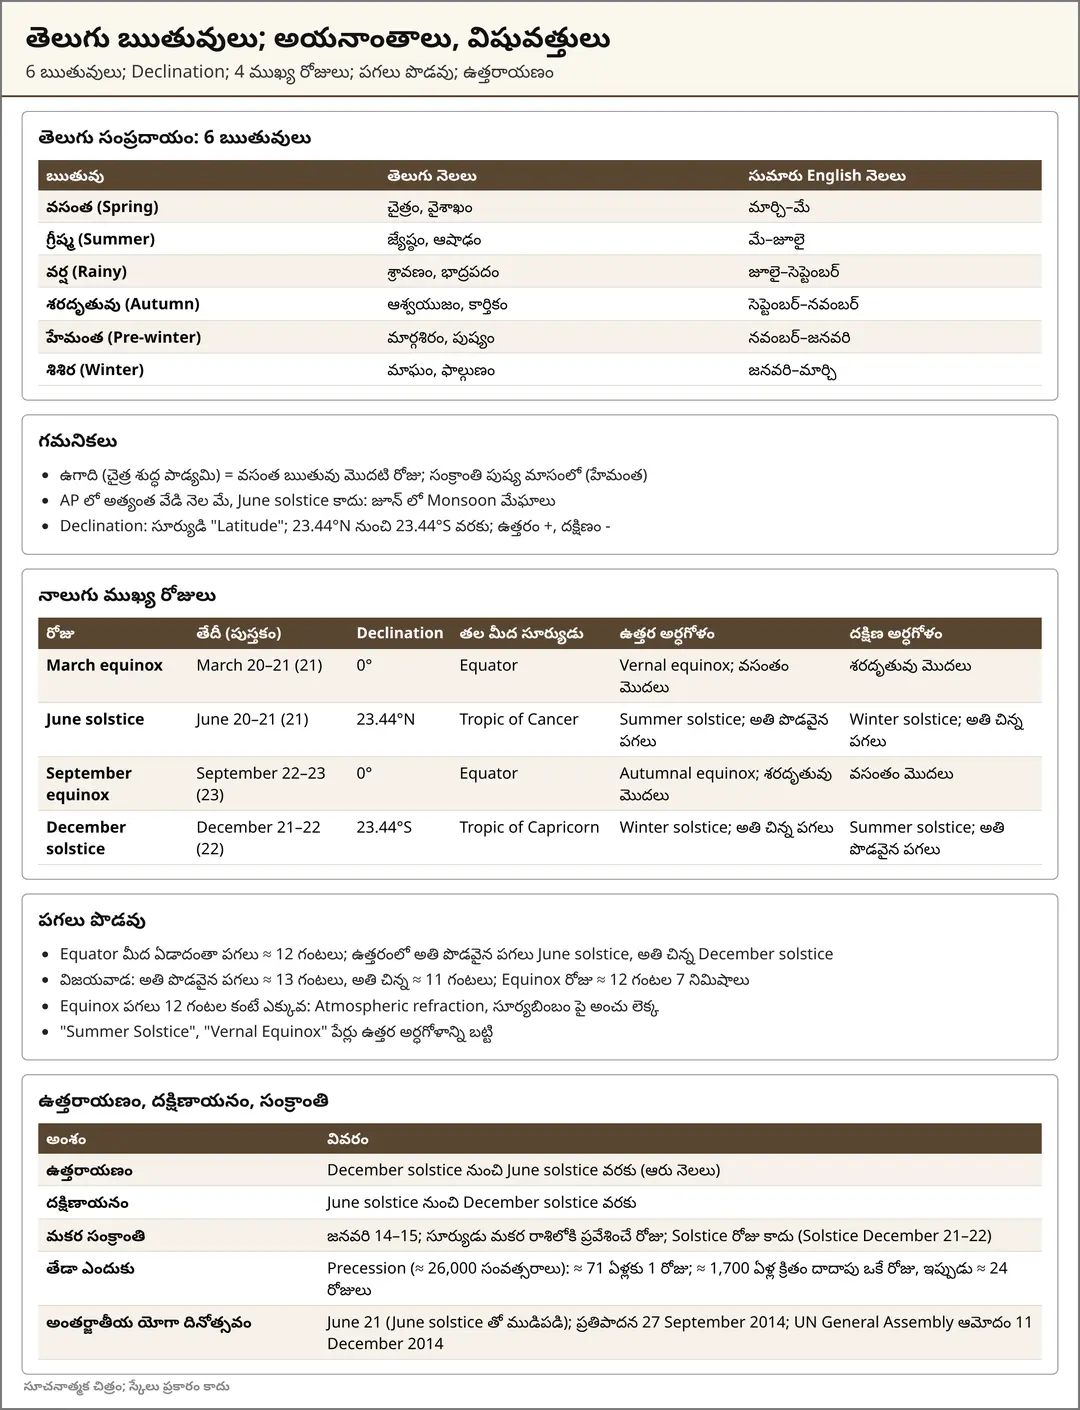 తెలుగు ఋతువులు; అయనాంతాలు, విషువత్తులు
6 ఋతువులు; Declination; 4 ముఖ్య రోజులు; పగలు పొడవు; ఉత్తరాయణం
తెలుగు సంప్రదాయం: 6 ఋతువులు
ఋతువు తెలుగు నెలలు సుమారు English నెలలు
వసంత (Spring) చైత్రం, వైశాఖం మార్చి–మే
గ్రీష్మ (Summer) జ్యేష్ఠం, ఆషాఢం మే–జూలై
వర్ష (Rainy) శ్రావణం, భాద్రపదం జూలై–సెప్టెంబర్
శరదృతువు (Autumn) ఆశ్వయుజం, కార్తికం సెప్టెంబర్–నవంబర్
హేమంత (Pre-winter) మార్గశిరం, పుష్యం నవంబర్–జనవరి
శిశిర (Winter) మాఘం, ఫాల్గుణం జనవరి–మార్చి
గమనికలు
• ఉగాది (చైత్ర శుద్ధ పాడ్యమి) = వసంత ఋతువు మొదటి రోజు; సంక్రాంతి పుష్య మాసంలో (హేమంత)
• AP లో అత్యంత వేడి నెల మే, June solstice కాదు: జూన్ లో Monsoon మేఘాలు
• Declination: సూర్యుడి "Latitude"; 23.44°N నుంచి 23.44°S వరకు; ఉత్తరం +, దక్షిణం -
నాలుగు ముఖ్య రోజులు
రోజు తేదీ (పుస్తకం) Declination తల మీద సూర్యుడు ఉత్తర అర్ధగోళం దక్షిణ అర్ధగోళం
March equinox March 20–21 (21) 0° Equator Vernal equinox; వసంతం శరదృతువు మొదలు
మొదలు
June solstice June 20–21 (21) 23.44°N Tropic of Cancer Summer solstice; అతి పొడవైన Winter solstice; అతి చిన్న
పగలు పగలు
September September 22–23 0° Equator Autumnal equinox; శరదృతువు వసంతం మొదలు
equinox (23) మొదలు
December December 21–22 23.44°S Tropic of Capricorn Winter solstice; అతి చిన్న పగలు Summer solstice; అతి
solstice (22) పొడవైన పగలు
పగలు పొడవు
• Equator మీద ఏడాదంతా పగలు ≈ 12 గంటలు; ఉత్తరంలో అతి పొడవైన పగలు June solstice, అతి చిన్న December solstice
• విజయవాడ: అతి పొడవైన పగలు ≈ 13 గంటలు, అతి చిన్న ≈ 11 గంటలు; Equinox రోజు ≈ 12 గంటల 7 నిమిషాలు
• Equinox పగలు 12 గంటల కంటే ఎక్కువ: Atmospheric refraction, సూర్యబింబం పై అంచు లెక్క
• "Summer Solstice", "Vernal Equinox" పేర్లు ఉత్తర అర్ధగోళాన్ని బట్టి
ఉత్తరాయణం, దక్షిణాయనం, సంక్రాంతి
అంశం వివరం
ఉత్తరాయణం December solstice నుంచి June solstice వరకు (ఆరు నెలలు)
దక్షిణాయనం June solstice నుంచి December solstice వరకు
మకర సంక్రాంతి జనవరి 14–15; సూర్యుడు మకర రాశిలోకి ప్రవేశించే రోజు; Solstice రోజు కాదు (Solstice December 21–22)
తేడా ఎందుకు Precession (≈ 26,000 సంవత్సరాలు): ≈ 71 ఏళ్లకు 1 రోజు; ≈ 1,700 ఏళ్ల క్రితం దాదాపు ఒకే రోజు, ఇప్పుడు ≈ 24
రోజులు
అంతర్జాతీయ యోగా దినోత్సవం June 21 (June solstice తో ముడిపడి); ప్రతిపాదన 27 September 2014; UN General Assembly ఆమోదం 11
December 2014
సూచనాత్మక చిత్రం; స్కేలు ప్రకారం కాదు